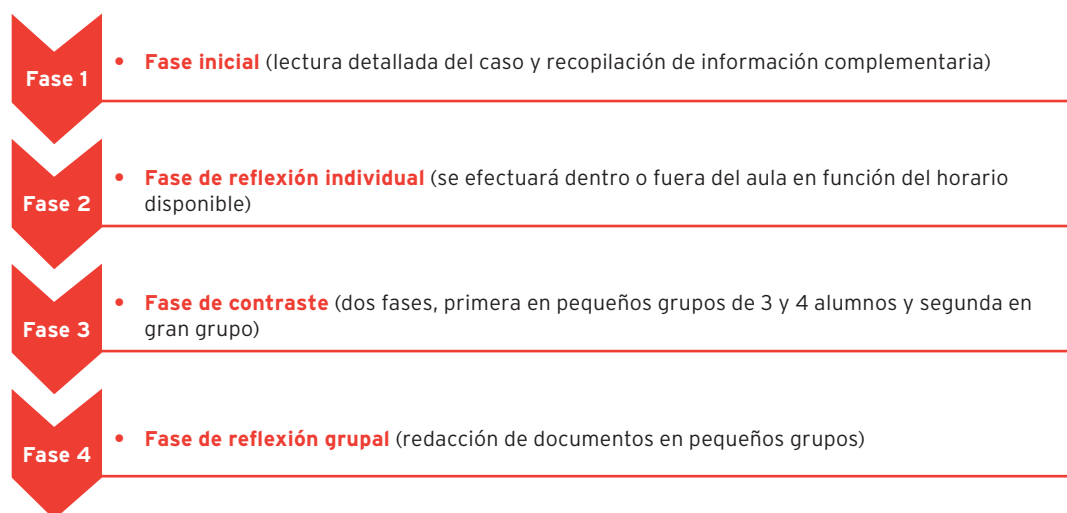 Fase 1
• Fase inicial (lectura detallada del caso y recopilación de información complementaria)
Fase 2
• Fase de reflexión individual (se efectuará dentro o fuera del aula en función del horario
disponible)
Fase 3
• Fase de contraste (dos fases, primera en pequeños grupos de 3 y 4 alumnos y segunda en
gran grupo)
Fase 4
• Fase de reflexión grupal (redacción de documentos en pequeños grupos)